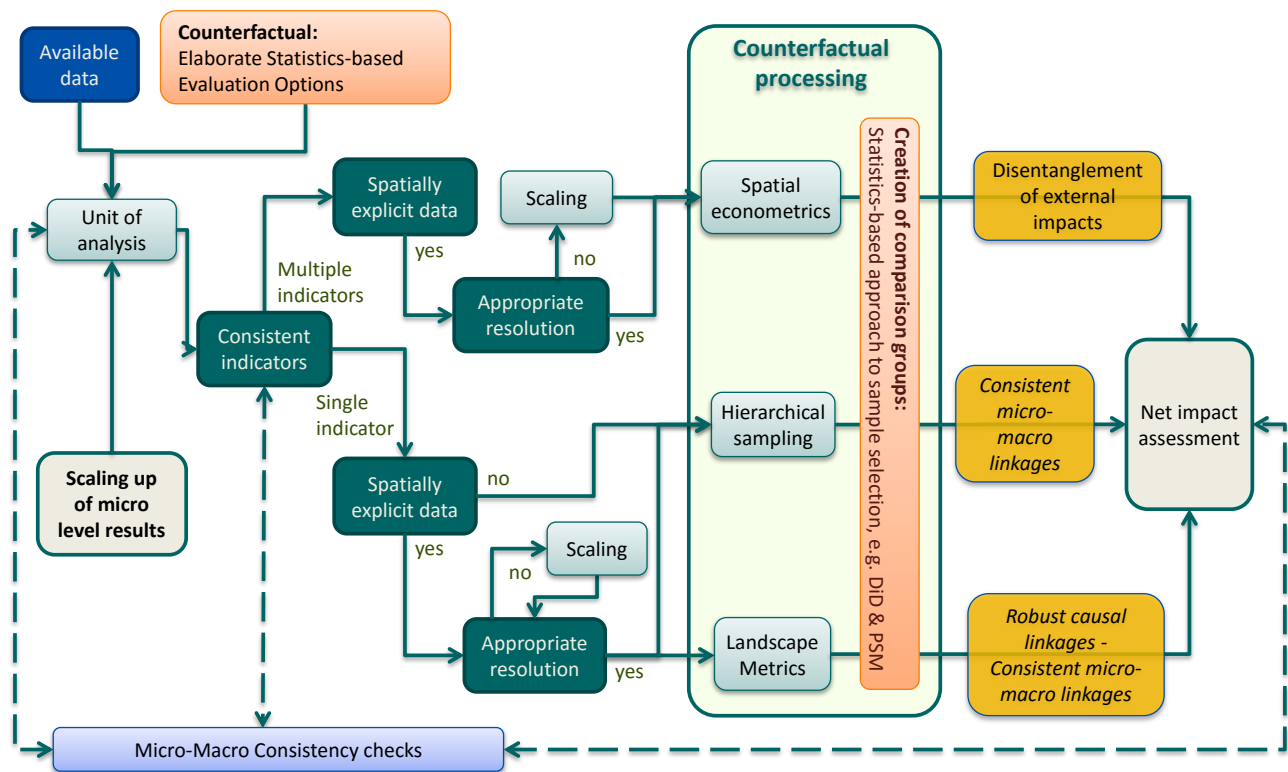 Available
data
Counterfactual:
Elaborate Statistics-based
Evaluation Options
Counterfactual
processing
Unit of
analysis
Spatially
explicit data
Scaling
Spatial
econometrics
Creation of comparison groups:
Statistics-based approach to sample selection, e.g. DiD & PSM
Disentanglement
of external
impacts
yes
no
Multiple
indicators
Appropriate
resolution
yes
Consistent
indicators
Single
indicator
Hierarchical
sampling
Consistent
micro-
macro
linkages
Net impact
assessment
Scaling up
of micro
level results
Spatially
explicit data
no
yes
no
Scaling
Appropriate
resolution
yes
Landscape
Metrics
Robust causal
linkages -
Consistent micro-
macro linkages
Micro-Macro Consistency checks